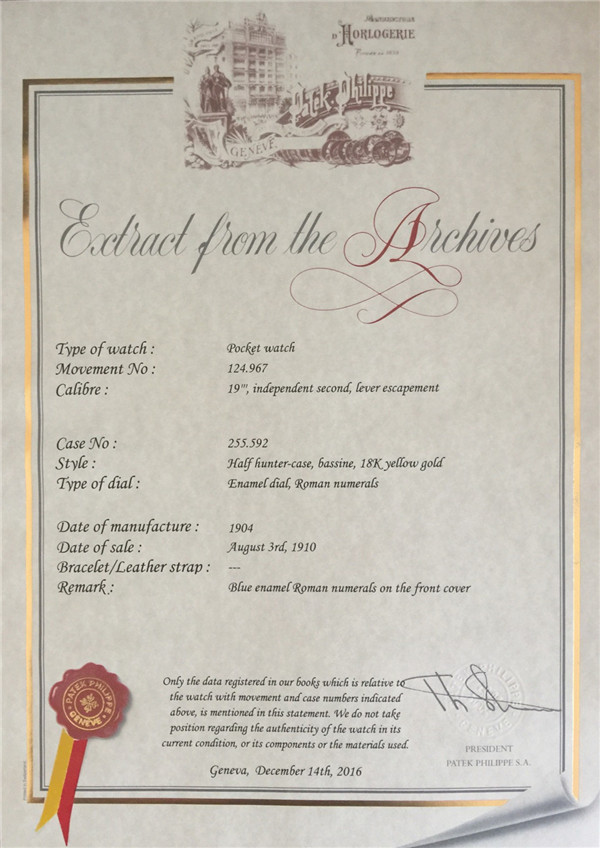 Manufacture
D'HORLOGERIE
Fondée en 1839
Patek Philippe
GENÈVE
Extract from the Archives
Type of watch : Pocket watch
Movement No : 124.967
Calibre : 19''', independent second, lever escapement
Case No : 255.592
Style : Half hunter-case, bassine, 18K yellow gold
Type of dial : Enamel dial, Roman numerals
Date of manufacture : 1904
Date of sale : August 3rd, 1910
Bracelet/Leather strap : ---
Remark : Blue enamel Roman numerals on the front cover
Only the data registered in our books which is relative to
the watch with movement and case numbers indicated
above, is mentioned in this statement. We do not take
position regarding the authenticity of the watch in its
current condition, or its components or the materials used.
Geneva, December 14th, 2016
PATEK PHILIPPE
GENEVE
PATEK PHILIPPE
GENEVE
PRESIDENT
PATEK PHILIPPE S.A.